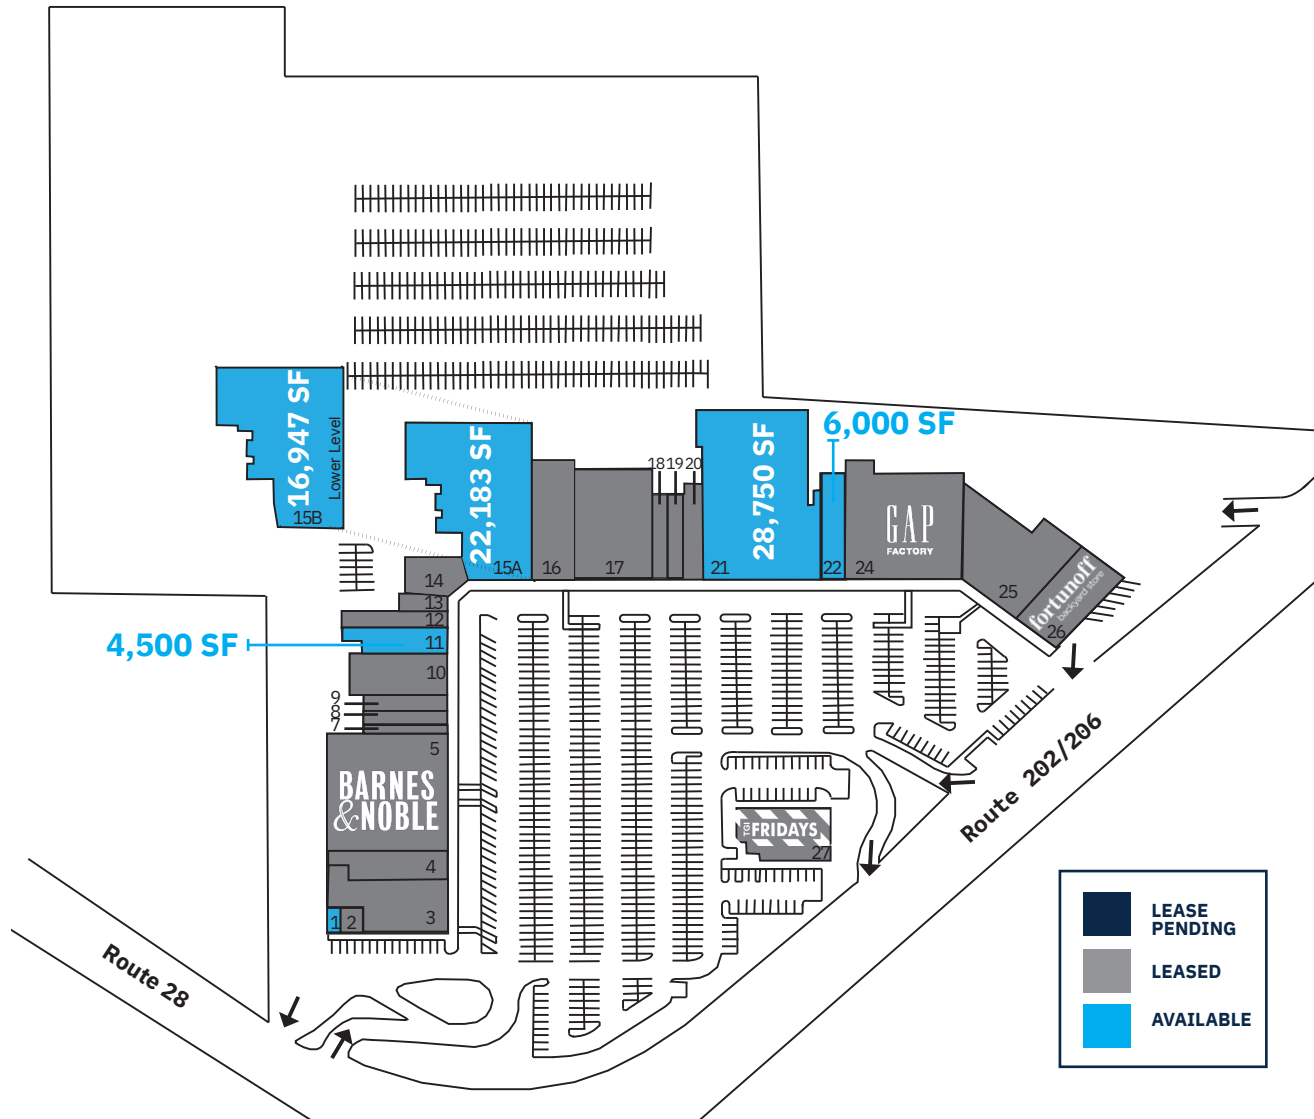 16,947 SF
Lower Level
15B
22,183 SF
15A
16
17
18
19
20
28,750 SF
21
6,000 SF
22
24
GAP
FACTORY
25
fortunoff
backyard store
26
14
13
12
4,500 SF
11
10
9
8
7
5
BARNES
&NOBLE
4
3
1
2
TGI FRIDAYS
27
Route 202/206
Route 28
LEASE
PENDING
LEASED
AVAILABLE